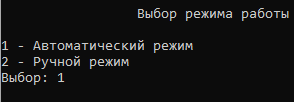 Выбор режима работы
1 - Автоматический режим
2 - Ручной режим
Выбор: 1